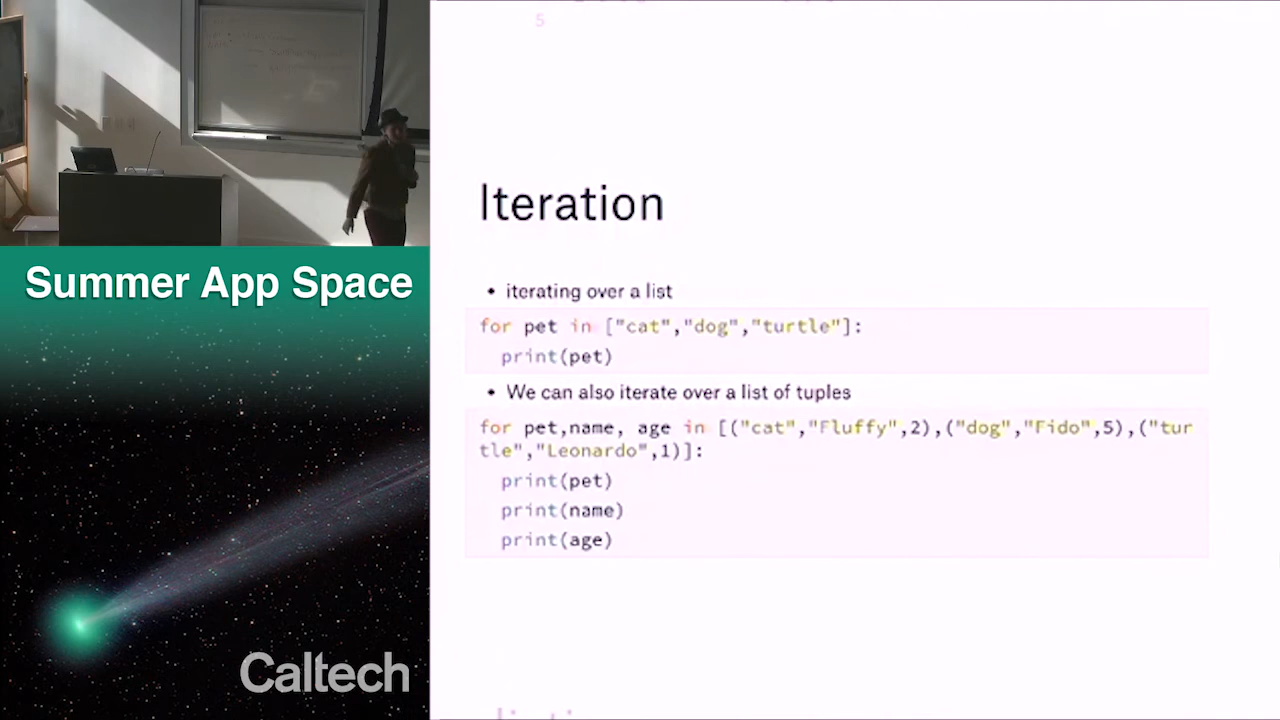 5
Iteration
• iterating over a list
for pet in ["cat","dog","turtle"]:
print(pet)
• We can also iterate over a list of tuples
for pet,name, age in [("cat","Fluffy",2),("dog","Fido",5),("tur
tle","Leonardo",1)]:
print(pet)
print(name)
print(age)
Summer App Space
Caltech